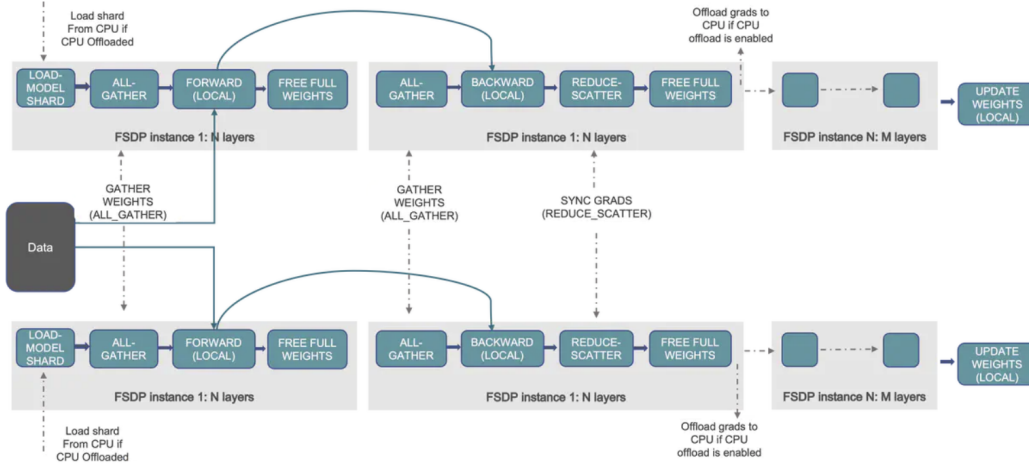 Load shard
From CPU if
CPU Offloaded
Offload grads to
CPU if CPU
offload is enabled
LOAD-
MODEL
SHARD
ALL-
GATHER
FORWARD
(LOCAL)
FREE FULL
WEIGHTS
FSDP instance 1: N layers
ALL-
GATHER
BACKWARD
(LOCAL)
REDUCE-
SCATTER
FREE FULL
WEIGHTS
FSDP instance 1: N layers
FSDP instance N: M layers
UPDATE
WEIGHTS
(LOCAL)
Data
GATHER
WEIGHTS
(ALL_GATHER)
GATHER
WEIGHTS
(ALL_GATHER)
SYNC GRADS
(REDUCE_SCATTER)
LOAD-
MODEL
SHARD
ALL-
GATHER
FORWARD
(LOCAL)
FREE FULL
WEIGHTS
FSDP instance 1: N layers
ALL-
GATHER
BACKWARD
(LOCAL)
REDUCE-
SCATTER
FREE FULL
WEIGHTS
FSDP instance 1: N layers
FSDP instance N: M layers
UPDATE
WEIGHTS
(LOCAL)
Load shard
From CPU if
CPU Offloaded
Offload grads to
CPU if CPU
offload is enabled